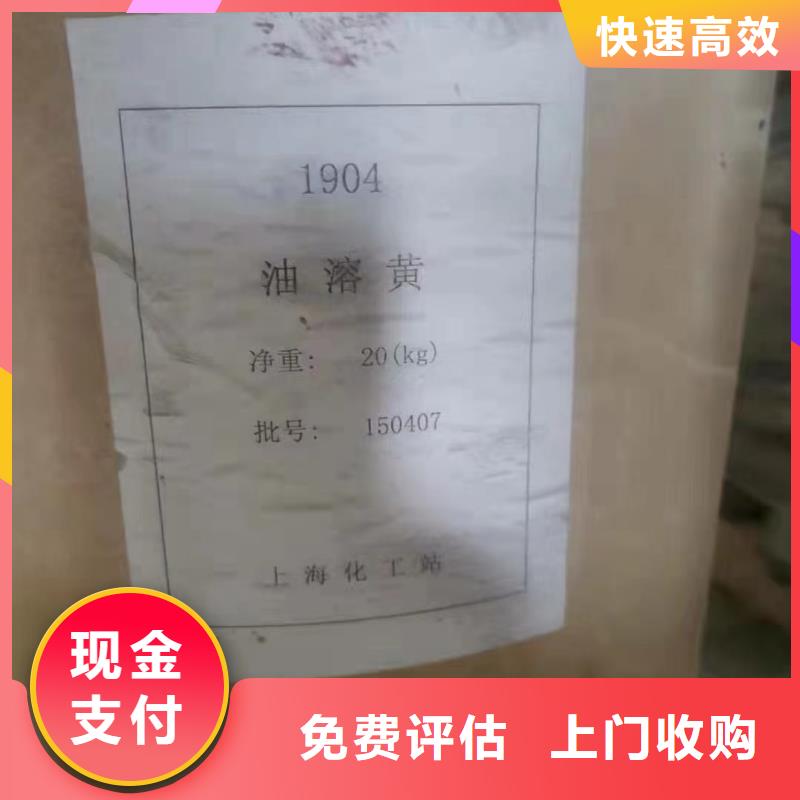 快速高效
1904
油溶黄
净重: 20(kg)
批号: 150407
上海化工站
现金
支付
免费评估 上门收购